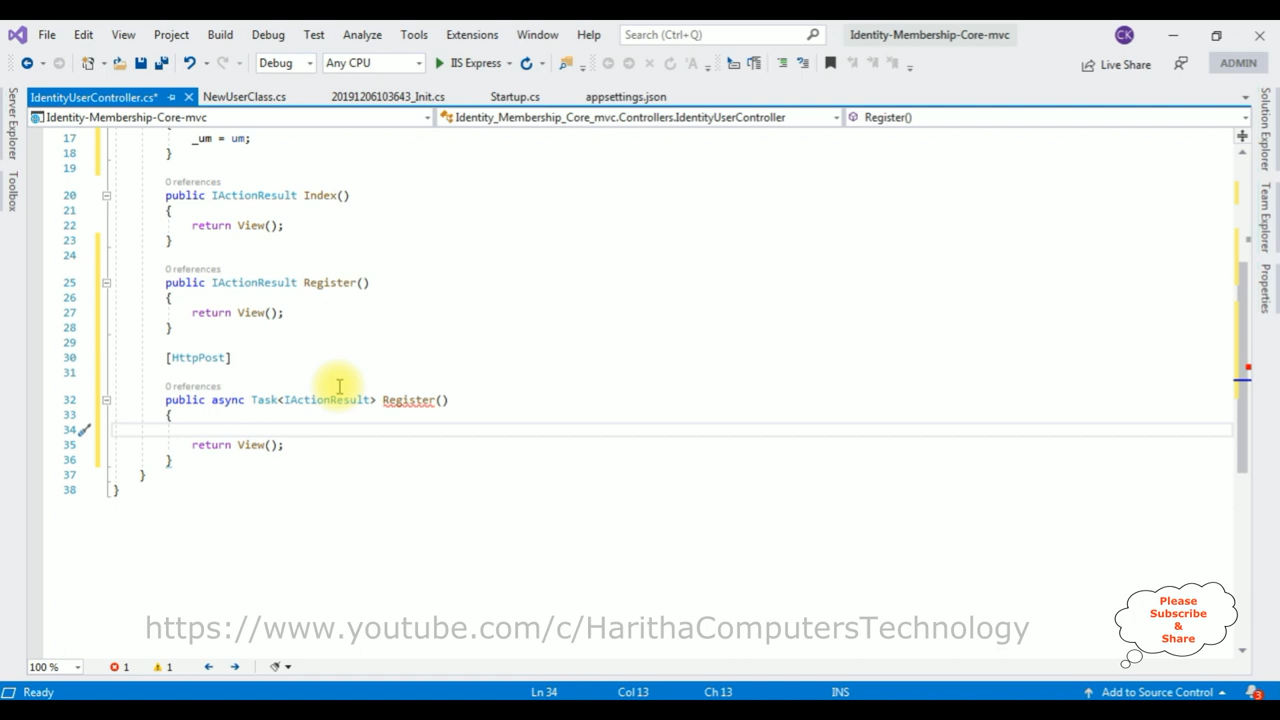 File Edit View Project Build Debug Test Analyze Tools Extensions Window Help Search (Ctrl+Q) Identity-Membership-Core-mvc CK
Debug Any CPU IIS Express Live Share ADMIN
IdentityUserController.cs* NewUserClass.cs 20191206103643_Init.cs Startup.cs appsettings.json
Identity-Membership-Core-mvc Identity_Membership_Core_mvc.Controllers.IdentityUserController Register()
Server Explorer
Toolbox
Solution Explorer
Team Explorer
Properties
17 _um = um;
18 }
19
0 references
20 public IActionResult Index()
21 {
22 return View();
23 }
24
0 references
25 public IActionResult Register()
26 {
27 return View();
28 }
29
30 [HttpPost]
31
0 references
32 public async Task<IActionResult> Register()
33 {
34
35 return View();
36 }
37 }
38 }
https://www.youtube.com/c/HarithaComputersTechnology
Please
Subscribe
&
Share
100 % 1 1
Ready Ln 34 Col 13 Ch 13 INS Add to Source Control 3